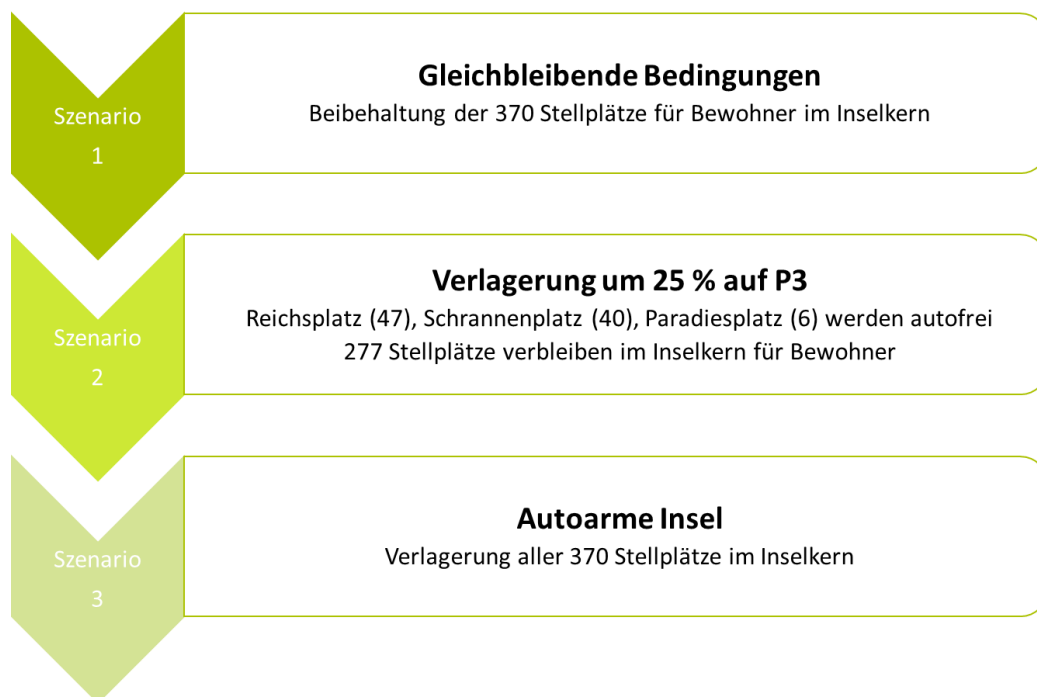 Szenario
1
Gleichbleibende Bedingungen
Beibehaltung der 370 Stellplätze für Bewohner im Inselkern
Szenario
2
Verlagerung um 25 % auf P3
Reichsplatz (47), Schrannenplatz (40), Paradiesplatz (6) werden autofrei
277 Stellplätze verbleiben im Inselkern für Bewohner
Szenario
3
Autoarme Insel
Verlagerung aller 370 Stellplätze im Inselkern